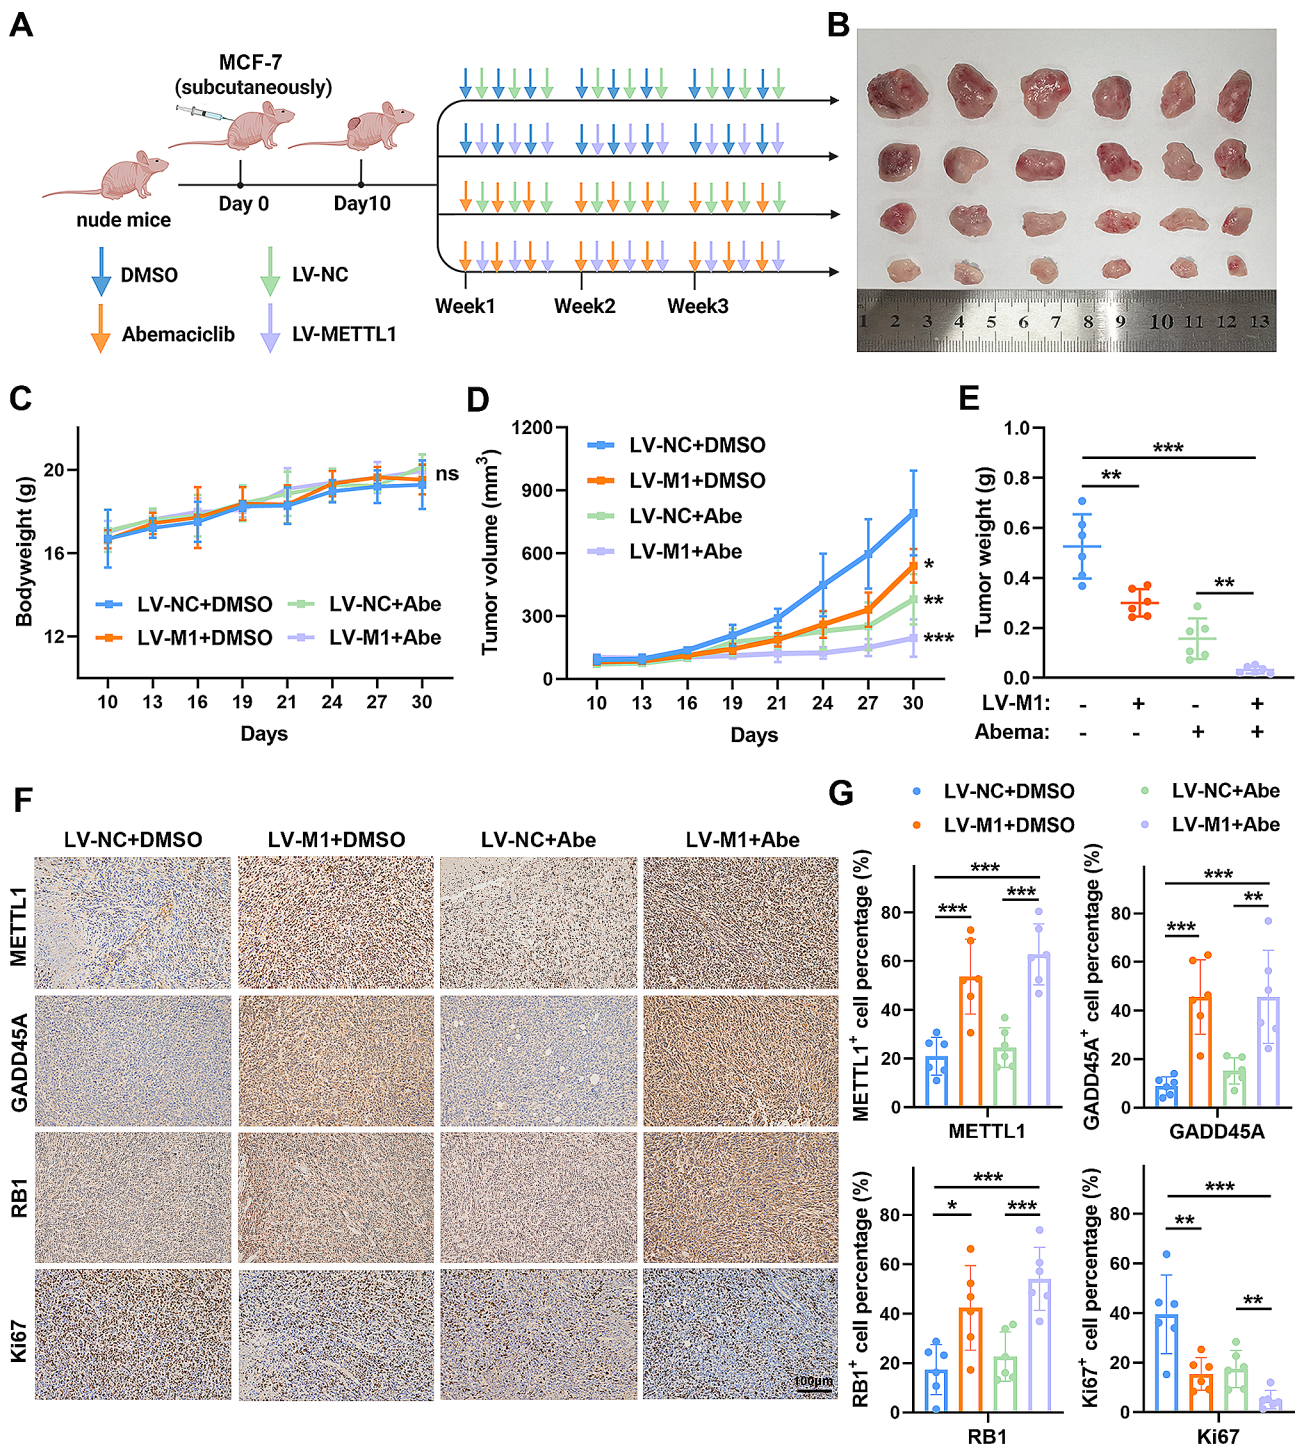 A
MCF-7
(subcutaneously)
nude mice
Day 0
Day10
DMSO
LV-NC
Abemaciclib
LV-METTL1
Week1
Week2
Week3
B
1 2 3 4 5 6 7 8 9 10 11 12 13
C
Bodyweight (g)
20
16
12
ns
LV-NC+DMSO
LV-NC+Abe
LV-M1+DMSO
LV-M1+Abe
10 13 16 19 21 24 27 30
Days
D
Tumor volume (mm³)
1200
900
600
300
0
LV-NC+DMSO
LV-M1+DMSO
LV-NC+Abe
LV-M1+Abe
*
**
***
10 13 16 19 21 24 27 30
Days
E
Tumor weight (g)
1.0
0.8
0.6
0.4
0.2
0.0
***
**
**
LV-M1: - + - +
Abema: - - + +
F
LV-NC+DMSO
LV-M1+DMSO
LV-NC+Abe
LV-M1+Abe
METTL1
GADD45A
RB1
Ki67
100μm
G
LV-NC+DMSO
LV-NC+Abe
LV-M1+DMSO
LV-M1+Abe
METTL1⁺ cell percentage (%)
80
60
40
20
0
***
***
***
METTL1
GADD45A⁺ cell percentage (%)
80
60
40
20
0
***
**
***
GADD45A
RB1⁺ cell percentage (%)
80
60
40
20
0
***
*
***
RB1
Ki67⁺ cell percentage (%)
80
60
40
20
0
***
**
**
Ki67